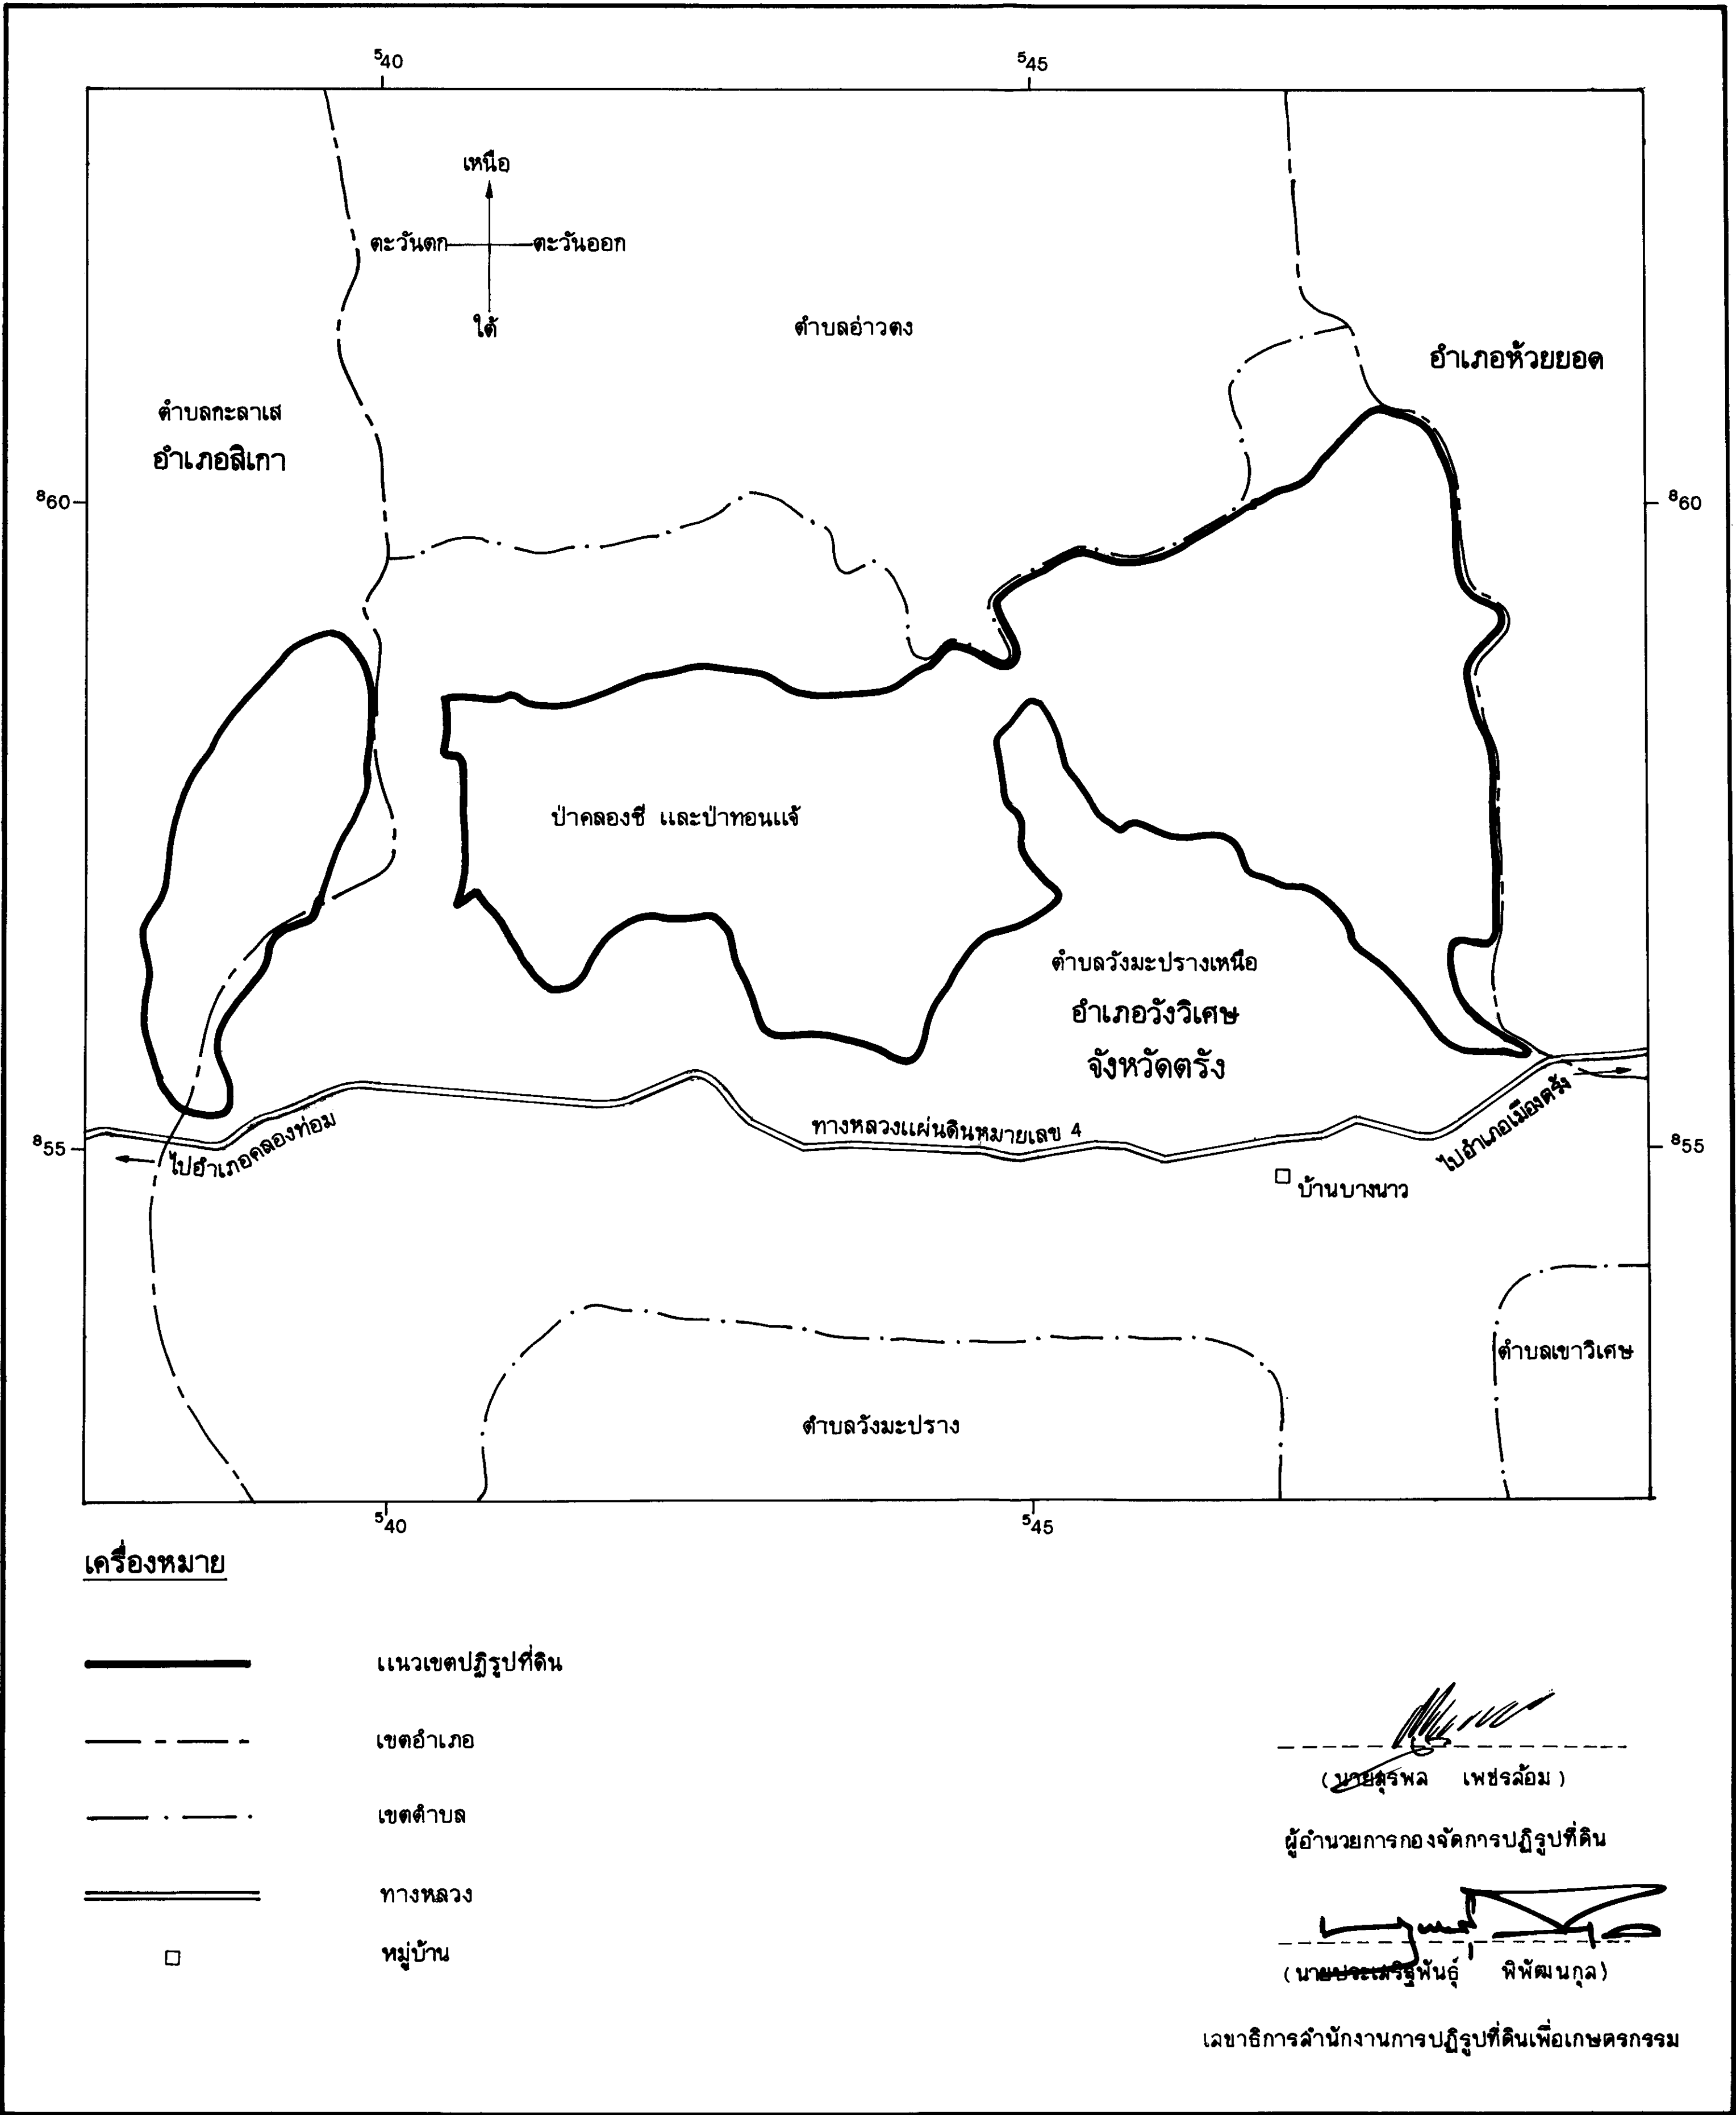 ⁵40 ⁵45
เหนือ
ตะวันตก ตะวันออก
ใต้
ตำบลอ่าวตง
อำเภอห้วยยอด
ตำบลกะลาเส
อำเภอสิเกา
⁸60 ⁸60
ป่าคลองชี และป่าทอนแจ้
ตำบลวังมะปรางเหนือ
อำเภอวังวิเศษ
จังหวัดตรัง
ทางหลวงแผ่นดินหมายเลข 4
ไปอำเภอคลองท่อม
ไปอำเภอเมืองตรัง
⁸55 ⁸55
บ้านบางนาว
ตำบลเขาวิเศษ
ตำบลวังมะปราง
⁵40 ⁵45
เครื่องหมาย
แนวเขตปฏิรูปที่ดิน
เขตอำเภอ
เขตตำบล
ทางหลวง
หมู่บ้าน
(นายสุรพล เพชรล้อม)
ผู้อำนวยการกองจัดการปฏิรูปที่ดิน
(นายประเสริฐพันธุ์ พิพัฒนกุล)
เลขาธิการสำนักงานการปฏิรูปที่ดินเพื่อเกษตรกรรม